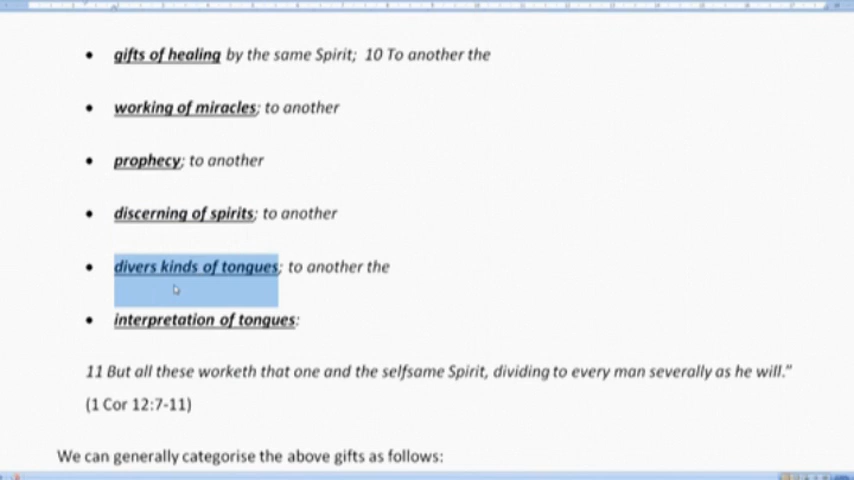 • gifts of healing by the same Spirit;  10 To another the
• working of miracles; to another
• prophecy; to another
• discerning of spirits; to another
• divers kinds of tongues; to another the
• interpretation of tongues:
11 But all these worketh that one and the selfsame Spirit, dividing to every man severally as he will.”
(1 Cor 12:7-11)
We can generally categorise the above gifts as follows: